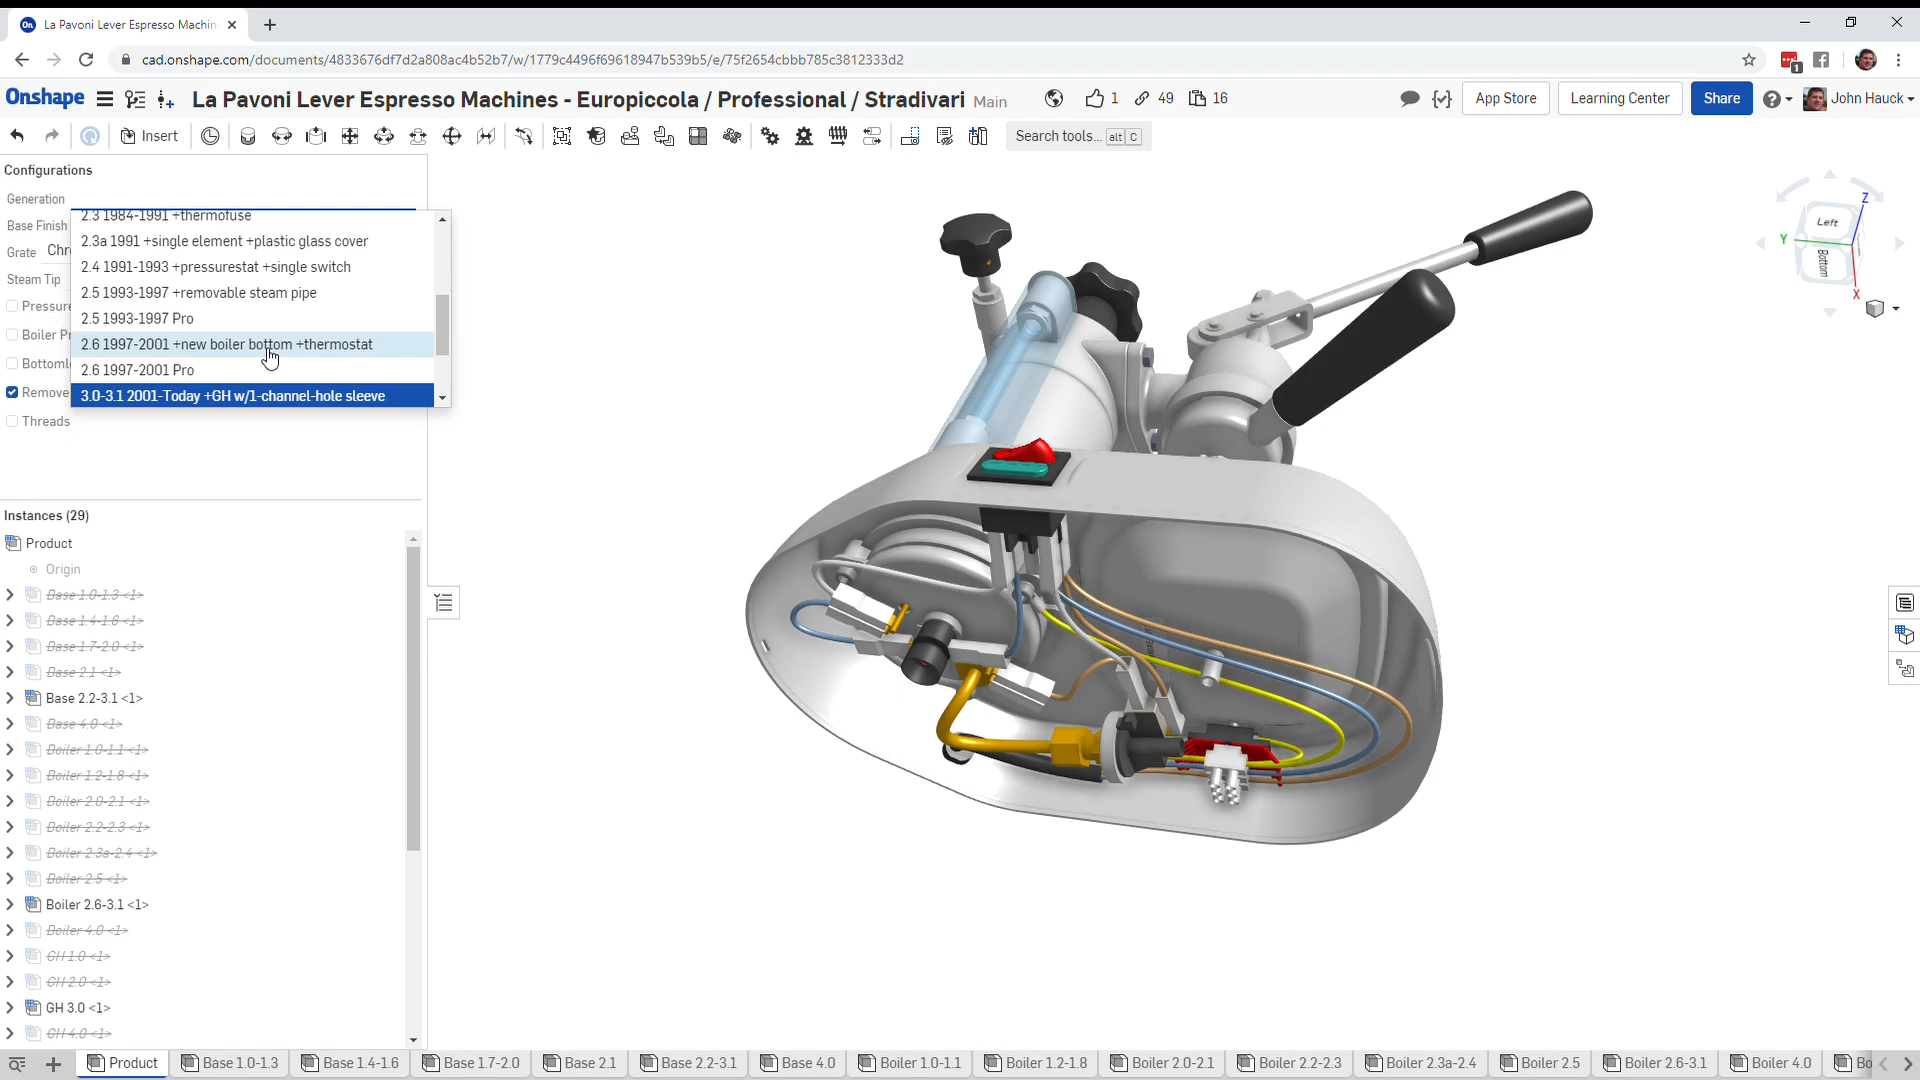 La Pavoni Lever Espresso Machin
cad.onshape.com/documents/4833676df7d2a808ac4b52b7/w/1779c4496f69618947b539b5/e/75f2654cbbb785c3812333d2
1
Onshape
La Pavoni Lever Espresso Machines - Europiccola / Professional / Stradivari Main
1 49 16
App Store
Learning Center
Share
John Hauck
Insert
Search tools... alt C
Configurations
Generation
Base Finish
Grate Chr
Steam Tip
Pressure
Boiler Pr
Bottoml
Remove
Threads
2.3 1984-1991 +thermofuse
2.3a 1991 +single element +plastic glass cover
2.4 1991-1993 +pressurestat +single switch
2.5 1993-1997 +removable steam pipe
2.5 1993-1997 Pro
2.6 1997-2001 +new boiler bottom +thermostat
2.6 1997-2001 Pro
3.0-3.1 2001-Today +GH w/1-channel-hole sleeve
Instances (29)
Product
Origin
Base 1.0-1.3 <1>
Base 1.4-1.6 <1>
Base 1.7-2.0 <1>
Base 2.1 <1>
Base 2.2-3.1 <1>
Base 4.0 <1>
Boiler 1.0-1.1 <1>
Boiler 1.2-1.8 <1>
Boiler 2.0-2.1 <1>
Boiler 2.2-2.3 <1>
Boiler 2.3a-2.4 <1>
Boiler 2.5 <1>
Boiler 2.6-3.1 <1>
Boiler 4.0 <1>
GH 1.0 <1>
GH 2.0 <1>
GH 3.0 <1>
GH 4.0 <1>
Z
Left
Y
Bottom
X
Product
Base 1.0-1.3
Base 1.4-1.6
Base 1.7-2.0
Base 2.1
Base 2.2-3.1
Base 4.0
Boiler 1.0-1.1
Boiler 1.2-1.8
Boiler 2.0-2.1
Boiler 2.2-2.3
Boiler 2.3a-2.4
Boiler 2.5
Boiler 2.6-3.1
Boiler 4.0
Bo